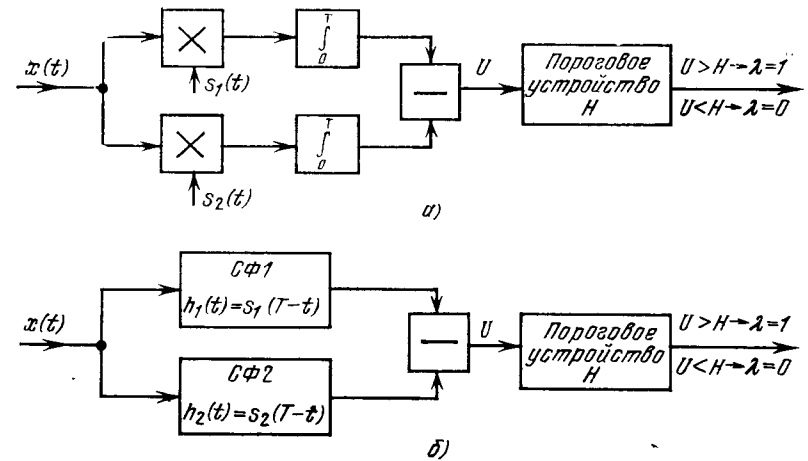 x(t)
×
s₁(t)
T
∫
0
×
s₂(t)
T
∫
0
—
U
Пороговое
устройство
H
U>H→λ=1
U<H→λ=0
а)
x(t)
СФ1
h₁(t)=s₁(T−t)
СФ2
h₂(t)=s₂(T−t)
—
U
Пороговое
устройство
H
U>H→λ=1
U<H→λ=0
б)